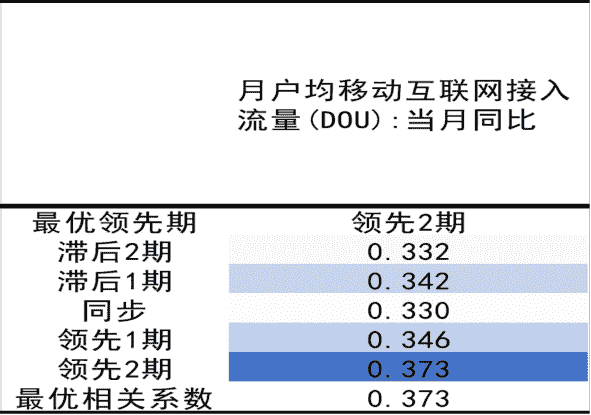 月户均移动互联网接入
流量(DOU):当月同比
最优领先期 领先2期
滞后2期 0.332
滞后1期 0.342
同步 0.330
领先1期 0.346
领先2期 0.373
最优相关系数 0.373